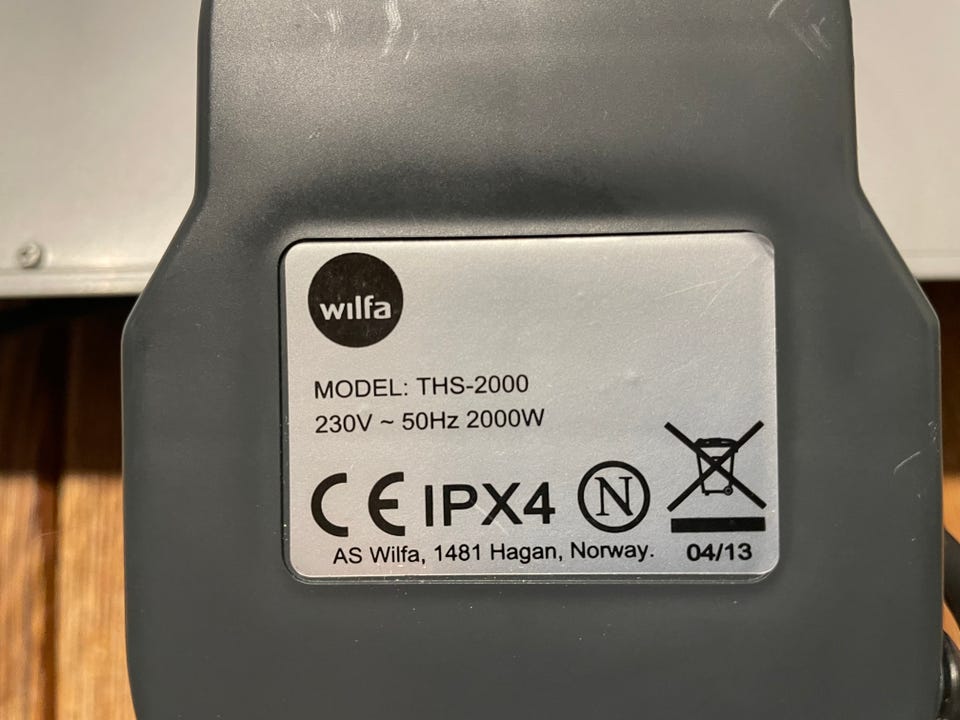 wilfa
MODEL: THS-2000
230V ~ 50Hz 2000W
CE IPX4 N
AS Wilfa, 1481 Hagan, Norway. 04/13